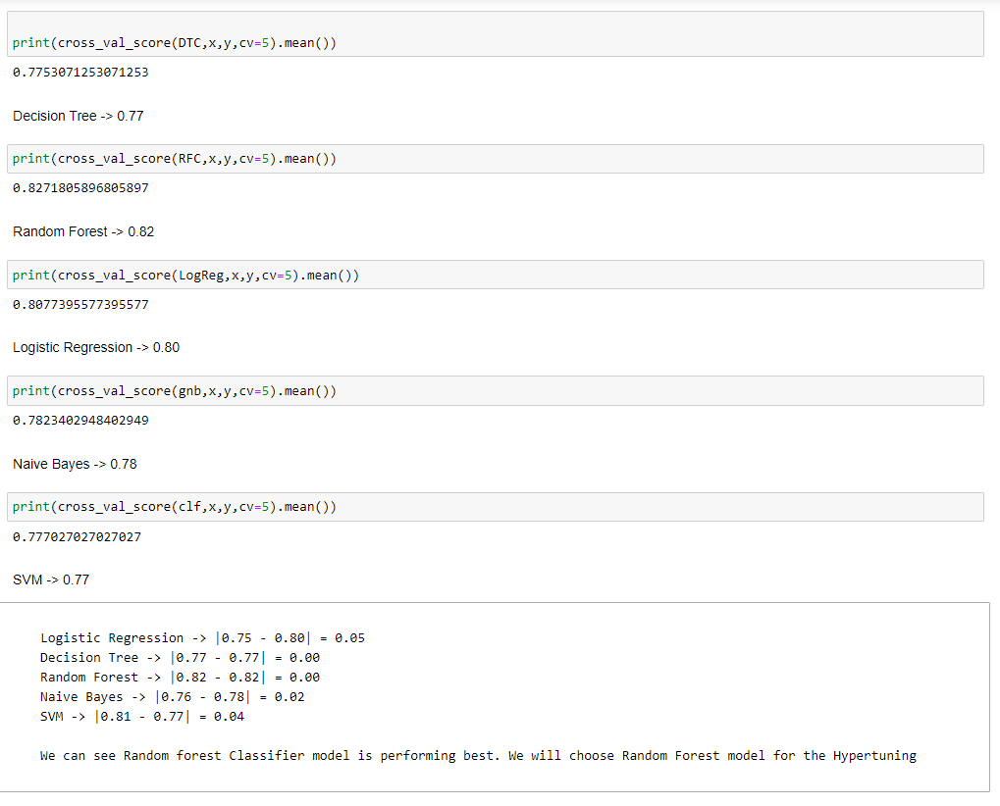 print(cross_val_score(DTC,x,y,cv=5).mean())
0.7753071253071253
Decision Tree -> 0.77
print(cross_val_score(RFC,x,y,cv=5).mean())
0.8271805896805897
Random Forest -> 0.82
print(cross_val_score(LogReg,x,y,cv=5).mean())
0.8077395577395577
Logistic Regression -> 0.80
print(cross_val_score(gnb,x,y,cv=5).mean())
0.7823402948402949
Naive Bayes -> 0.78
print(cross_val_score(clf,x,y,cv=5).mean())
0.777027027027027
SVM -> 0.77
Logistic Regression -> |0.75 - 0.80| = 0.05
Decision Tree -> |0.77 - 0.77| = 0.00
Random Forest -> |0.82 - 0.82| = 0.00
Naive Bayes -> |0.76 - 0.78| = 0.02
SVM -> |0.81 - 0.77| = 0.04
We can see Random forest Classifier model is performing best. We will choose Random Forest model for the Hypertuning